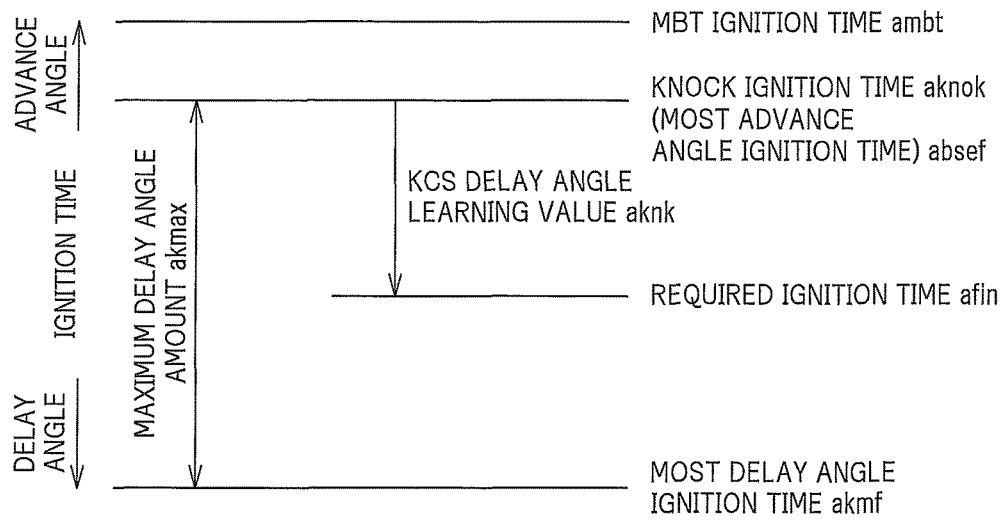 MBT IGNITION TIME ambt
ADVANCE
ANGLE
KNOCK IGNITION TIME aknok
(MOST ADVANCE
ANGLE IGNITION TIME) absef
KCS DELAY ANGLE
LEARNING VALUE aknk
IGNITION TIME
MAXIMUM DELAY ANGLE
AMOUNT akmax
REQUIRED IGNITION TIME afin
DELAY
ANGLE
MOST DELAY ANGLE
IGNITION TIME akmf